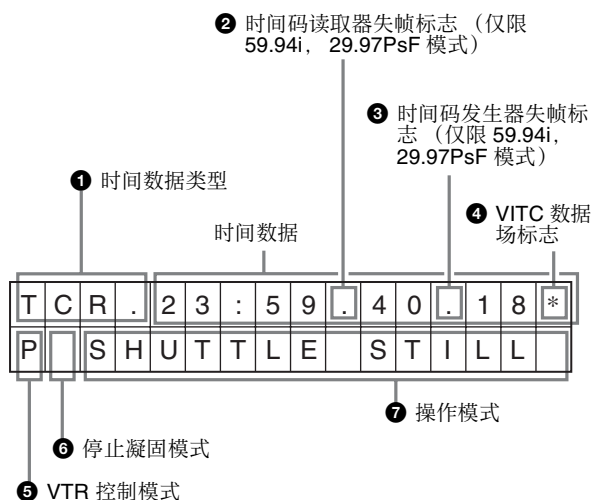 ❷ 时间码读取器失帧标志 （仅限
59.94i， 29.97PsF 模式）
❸ 时间码发生器失帧标
志 （仅限 59.94i，
29.97PsF 模式）
❶ 时间数据类型
❹ VITC 数据
场标志
时间数据
T C R . 2 3 : 5 9 . 4 0 . 1 8 *
P S H U T T L E S T I L L
❼ 操作模式
❻ 停止凝固模式
❺ VTR 控制模式